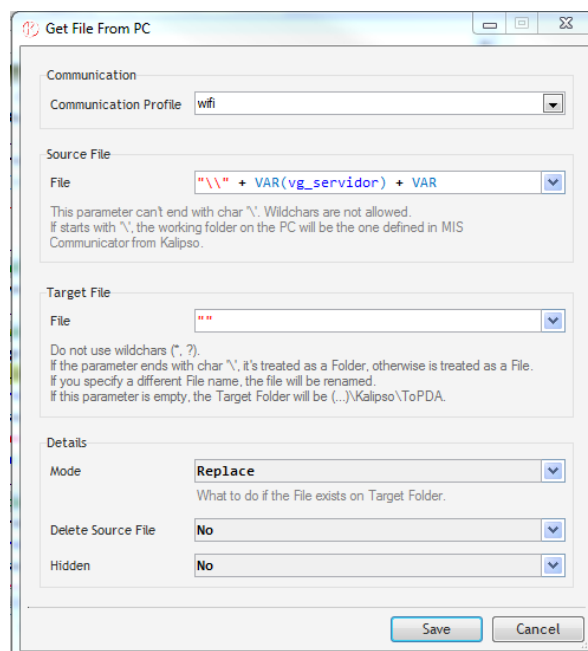 Get File From PC
Communication
Communication Profile wifi
Source File
File "\\" + VAR(vg_servidor) + VAR
This parameter can't end with char '\'. Wildchars are not allowed.
If starts with '\', the working folder on the PC will be the one defined in MIS
Communicator from Kalipso.
Target File
File ""
Do not use wildchars (*, ?).
If the parameter ends with char '\', it's treated as a Folder, otherwise is treated as a File.
If you specify a different File name, the file will be renamed.
If this parameter is empty, the Target Folder will be (...)\Kalipso\ToPDA.
Details
Mode Replace
What to do if the File exists on Target Folder.
Delete Source File No
Hidden No
Save Cancel